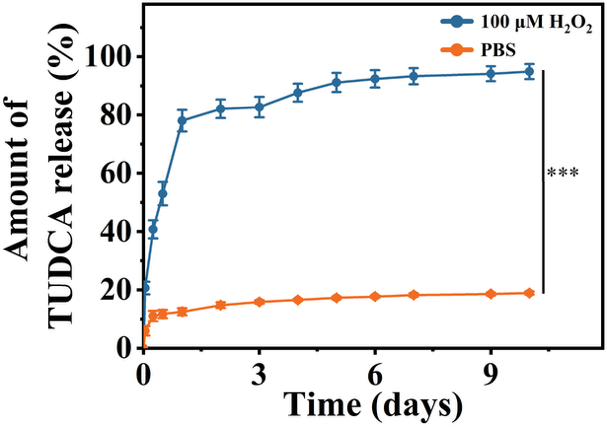 100 μM H₂O₂
PBS
Amount of
TUDCA release (%)
100
80
60
40
20
0
***
0 3 6 9
Time (days)